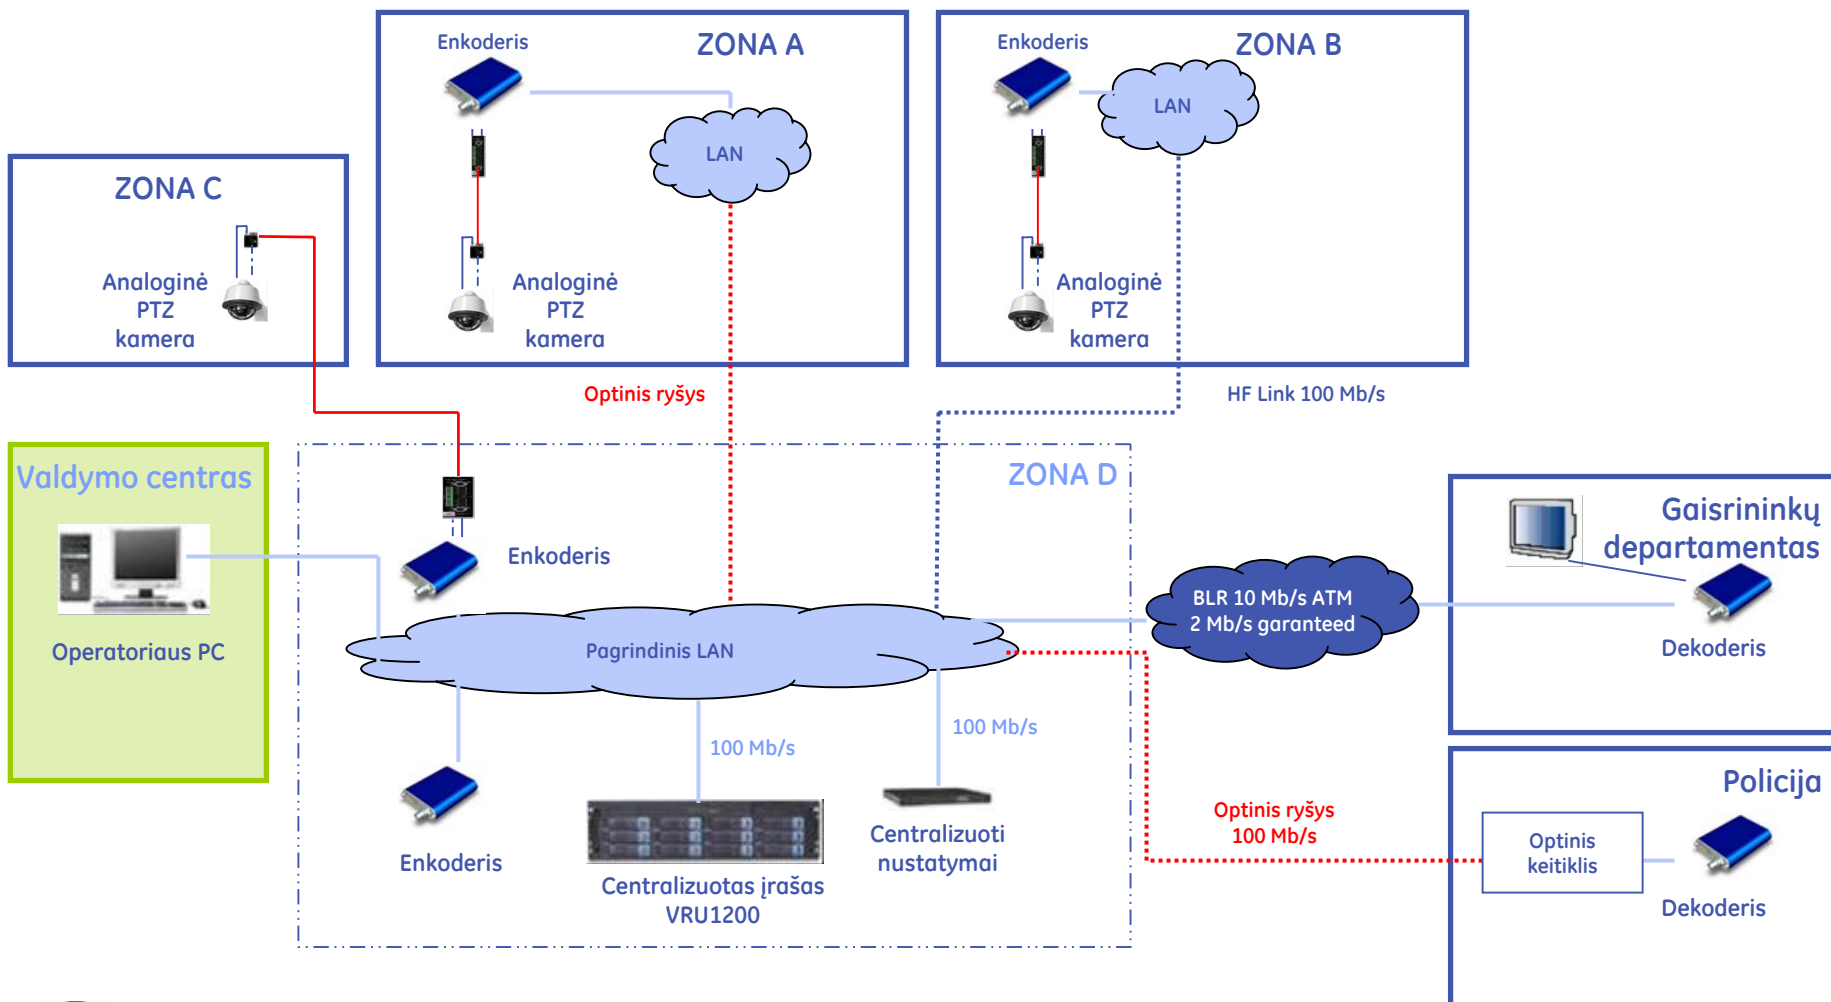 Enkoderis
ZONA A
LAN
Analoginė
PTZ
kamera
Enkoderis
ZONA B
LAN
Analoginė
PTZ
kamera
ZONA C
Analoginė
PTZ
kamera
Optinis ryšys
HF Link 100 Mb/s
Valdymo centras
Operatoriaus PC
ZONA D
Enkoderis
Pagrindinis LAN
100 Mb/s
100 Mb/s
Enkoderis
Centralizuotas įrašas
VRU1200
Centralizuoti
nustatymai
BLR 10 Mb/s ATM
2 Mb/s garanteed
Gaisrininkų
departamentas
Dekoderis
Optinis ryšys
100 Mb/s
Policija
Optinis
keitiklis
Dekoderis